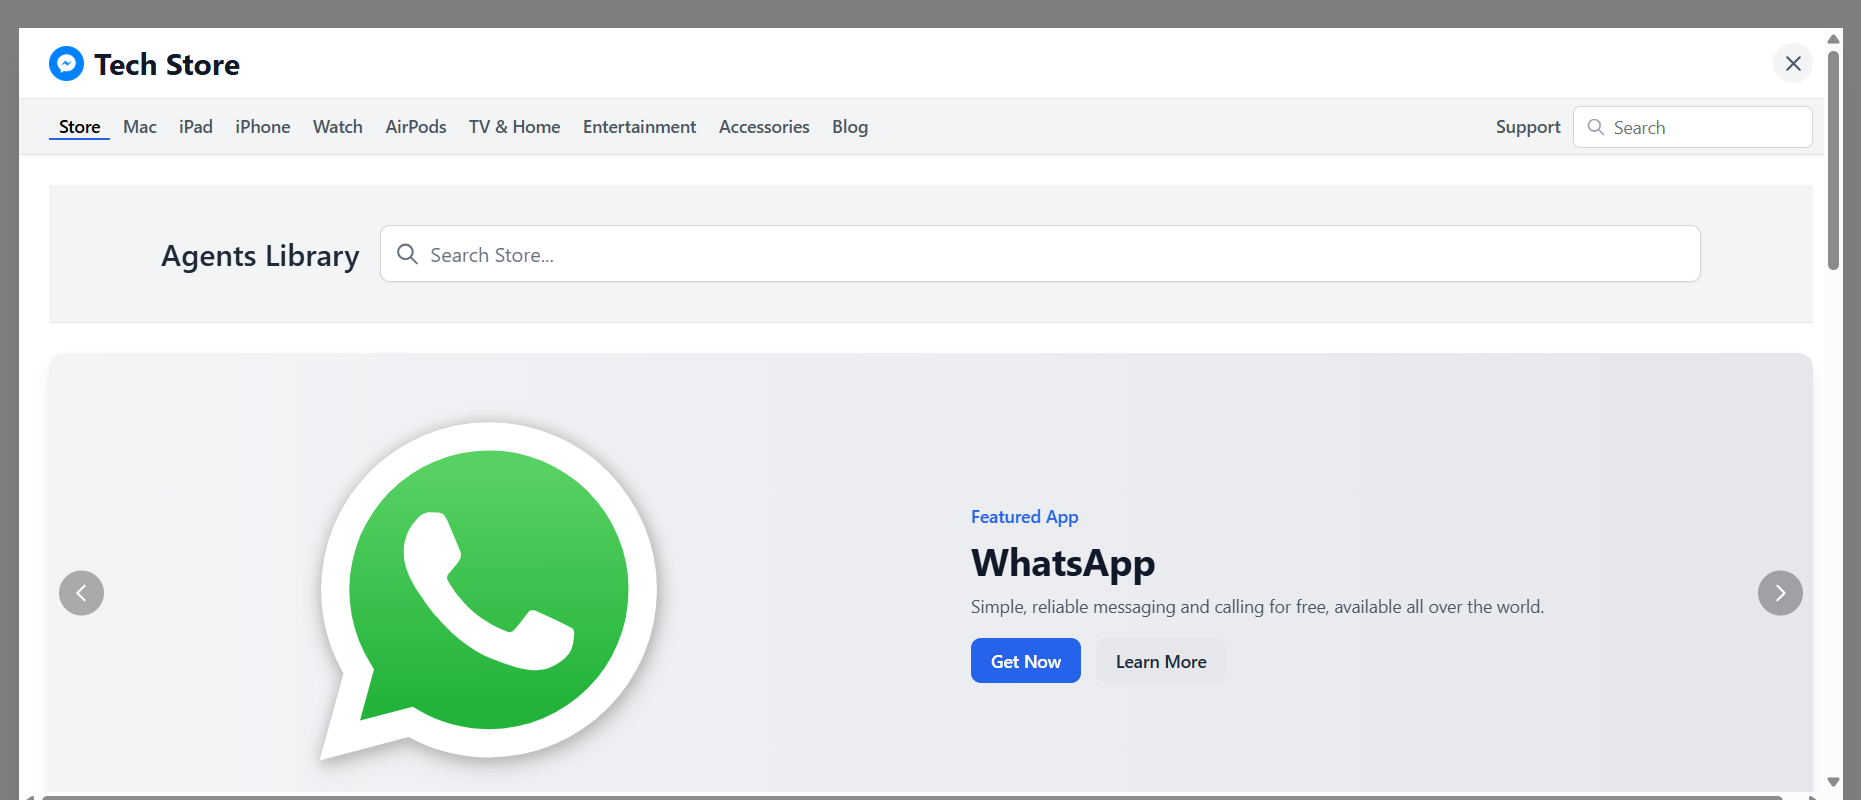 Tech Store
Store Mac iPad iPhone Watch AirPods TV & Home Entertainment Accessories Blog Support Search
Agents Library Search Store...
Featured App
WhatsApp
Simple, reliable messaging and calling for free, available all over the world.
Get Now Learn More